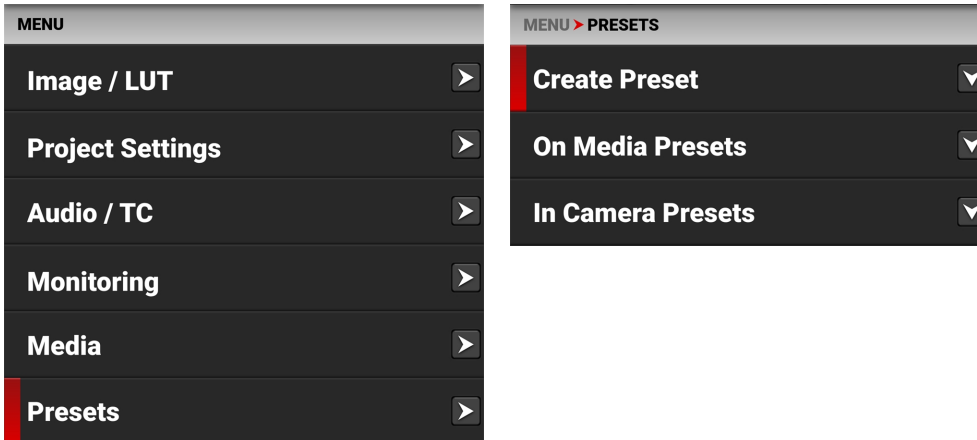 MENU
Image / LUT
Project Settings
Audio / TC
Monitoring
Media
Presets
MENU ➤ PRESETS
Create Preset
On Media Presets
In Camera Presets